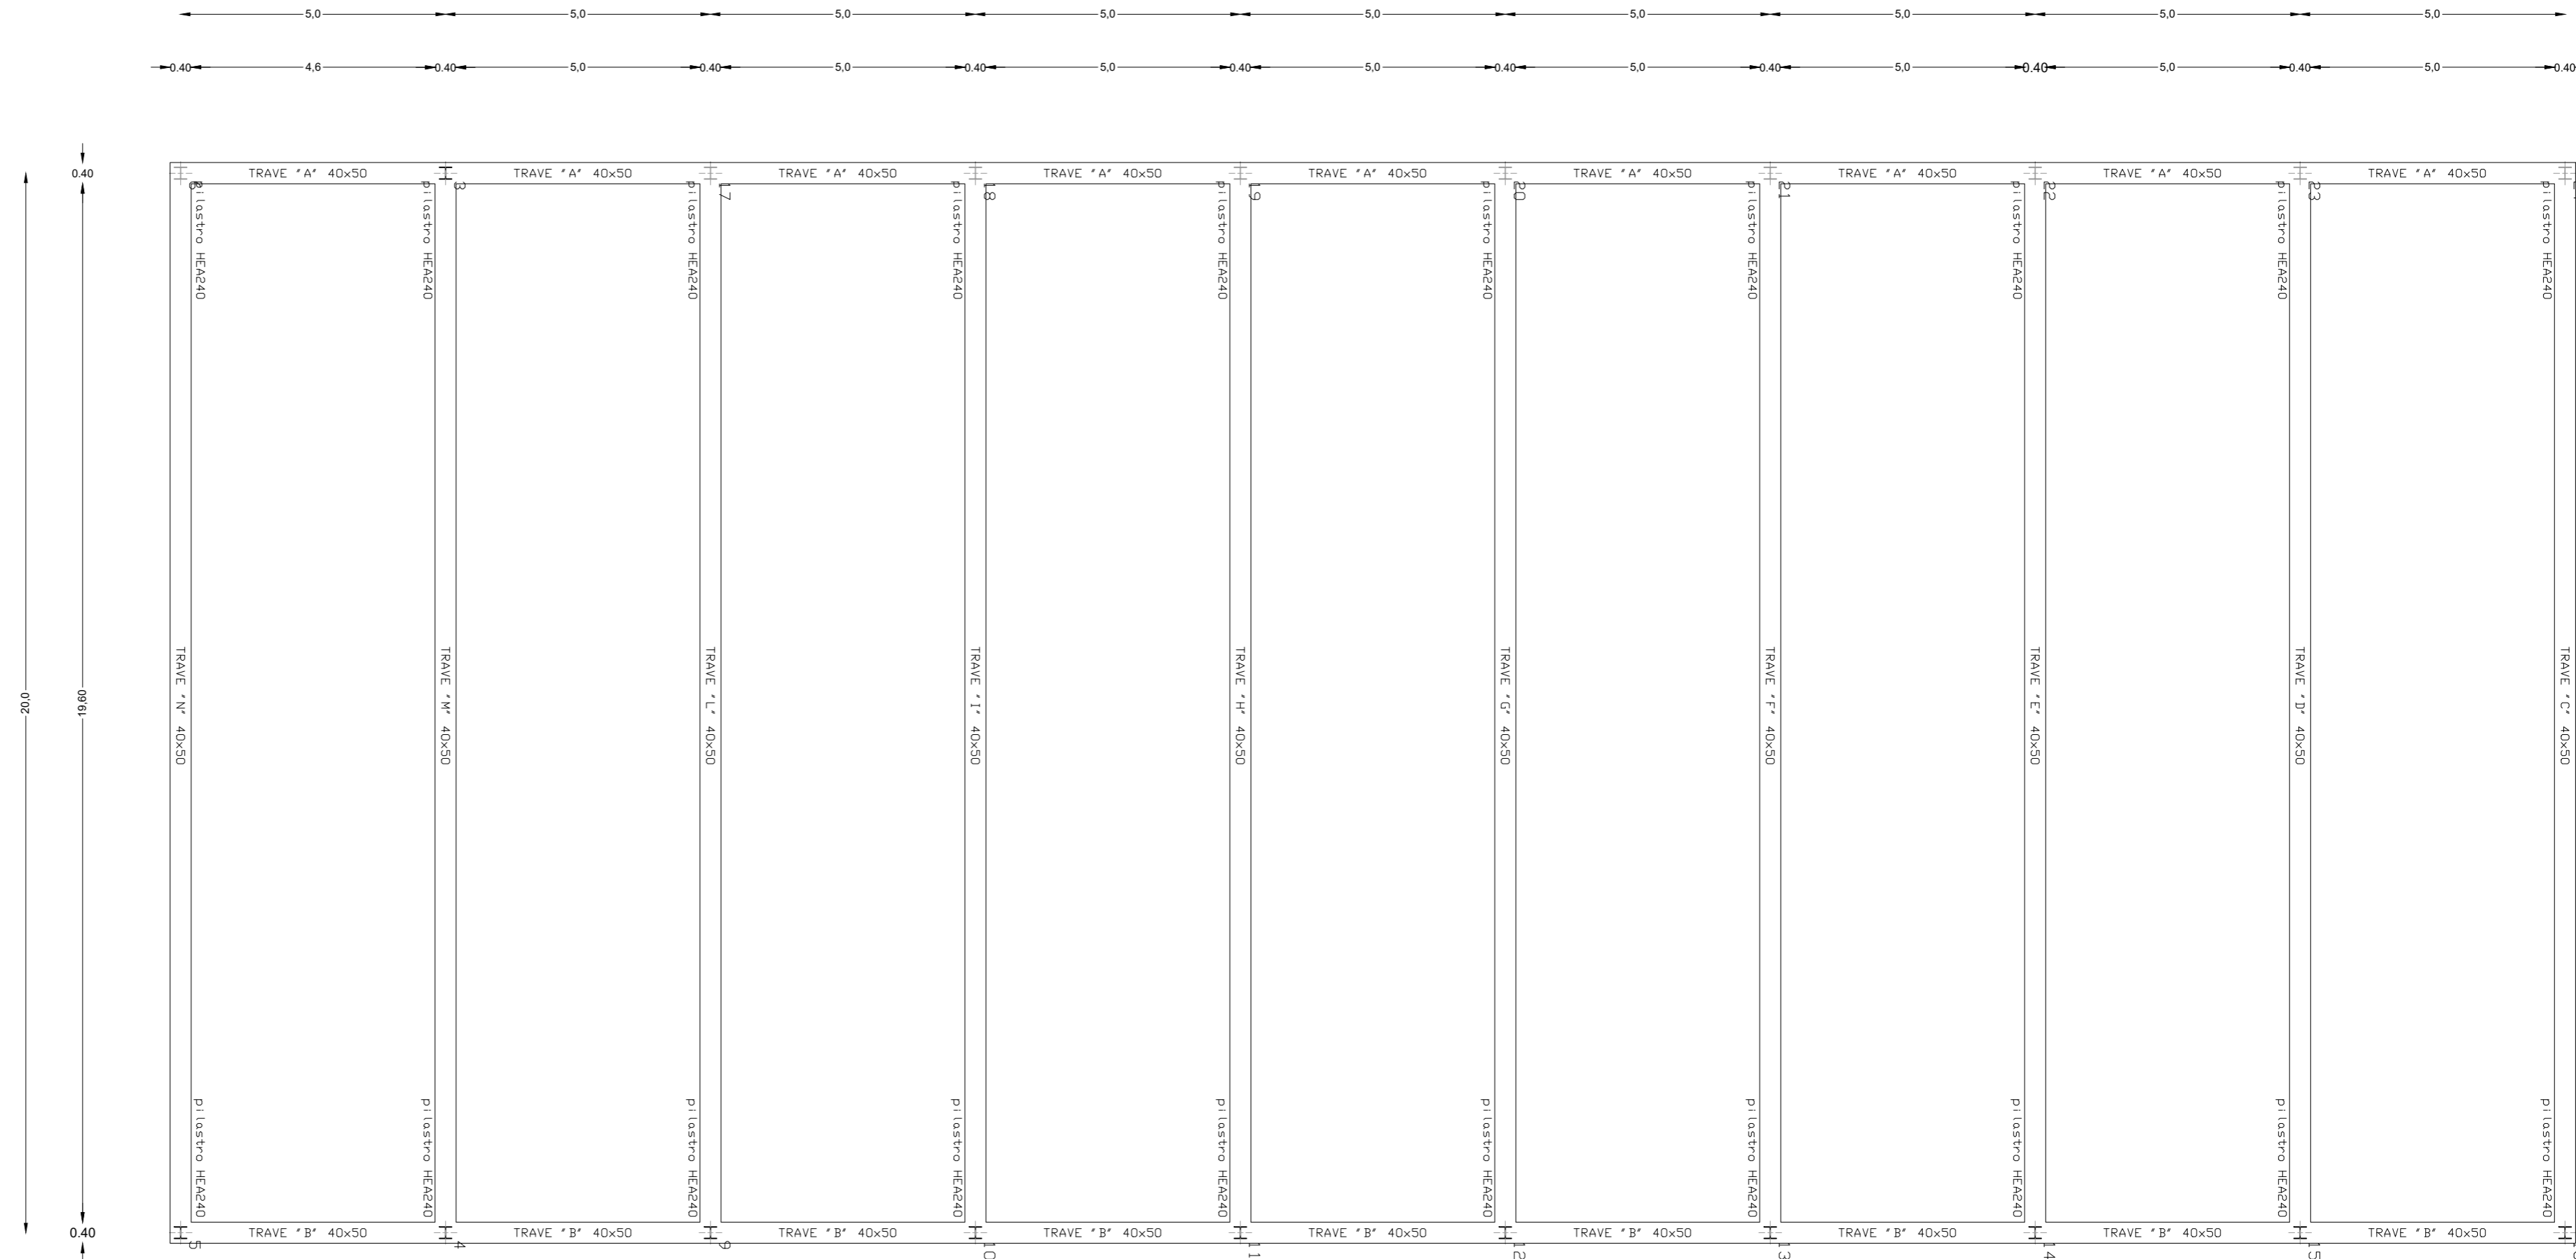 5,0 5,0 5,0 5,0 5,0 5,0 5,0 5,0 5,0
0.40 4,6 0.40 5,0 0.40 5,0 0.40 5,0 0.40 5,0 0.40 5,0 0.40 5,0 0.40 5,0 0.40 5,0 0.40
0.40
TRAVE "A" 40x50 TRAVE "A" 40x50 TRAVE "A" 40x50 TRAVE "A" 40x50 TRAVE "A" 40x50 TRAVE "A" 40x50 TRAVE "A" 40x50 TRAVE "A" 40x50 TRAVE "A" 40x50
3 17 18 19 20 21 22 23
pilastro HEA240
pilastro HEA240
pilastro HEA240
pilastro HEA240
pilastro HEA240
pilastro HEA240
pilastro HEA240
pilastro HEA240
pilastro HEA240
pilastro HEA240
20,0
19,60
TRAVE "N" 40x50
TRAVE "M" 40x50
TRAVE "L" 40x50
TRAVE "I" 40x50
TRAVE "H" 40x50
TRAVE "G" 40x50
TRAVE "F" 40x50
TRAVE "E" 40x50
TRAVE "D" 40x50
TRAVE "C" 40x50
pilastro HEA240
pilastro HEA240
pilastro HEA240
pilastro HEA240
pilastro HEA240
pilastro HEA240
pilastro HEA240
pilastro HEA240
pilastro HEA240
pilastro HEA240
0.40
TRAVE "B" 40x50 TRAVE "B" 40x50 TRAVE "B" 40x50 TRAVE "B" 40x50 TRAVE "B" 40x50 TRAVE "B" 40x50 TRAVE "B" 40x50 TRAVE "B" 40x50 TRAVE "B" 40x50
5 4 9 10 11 12 13 14 15